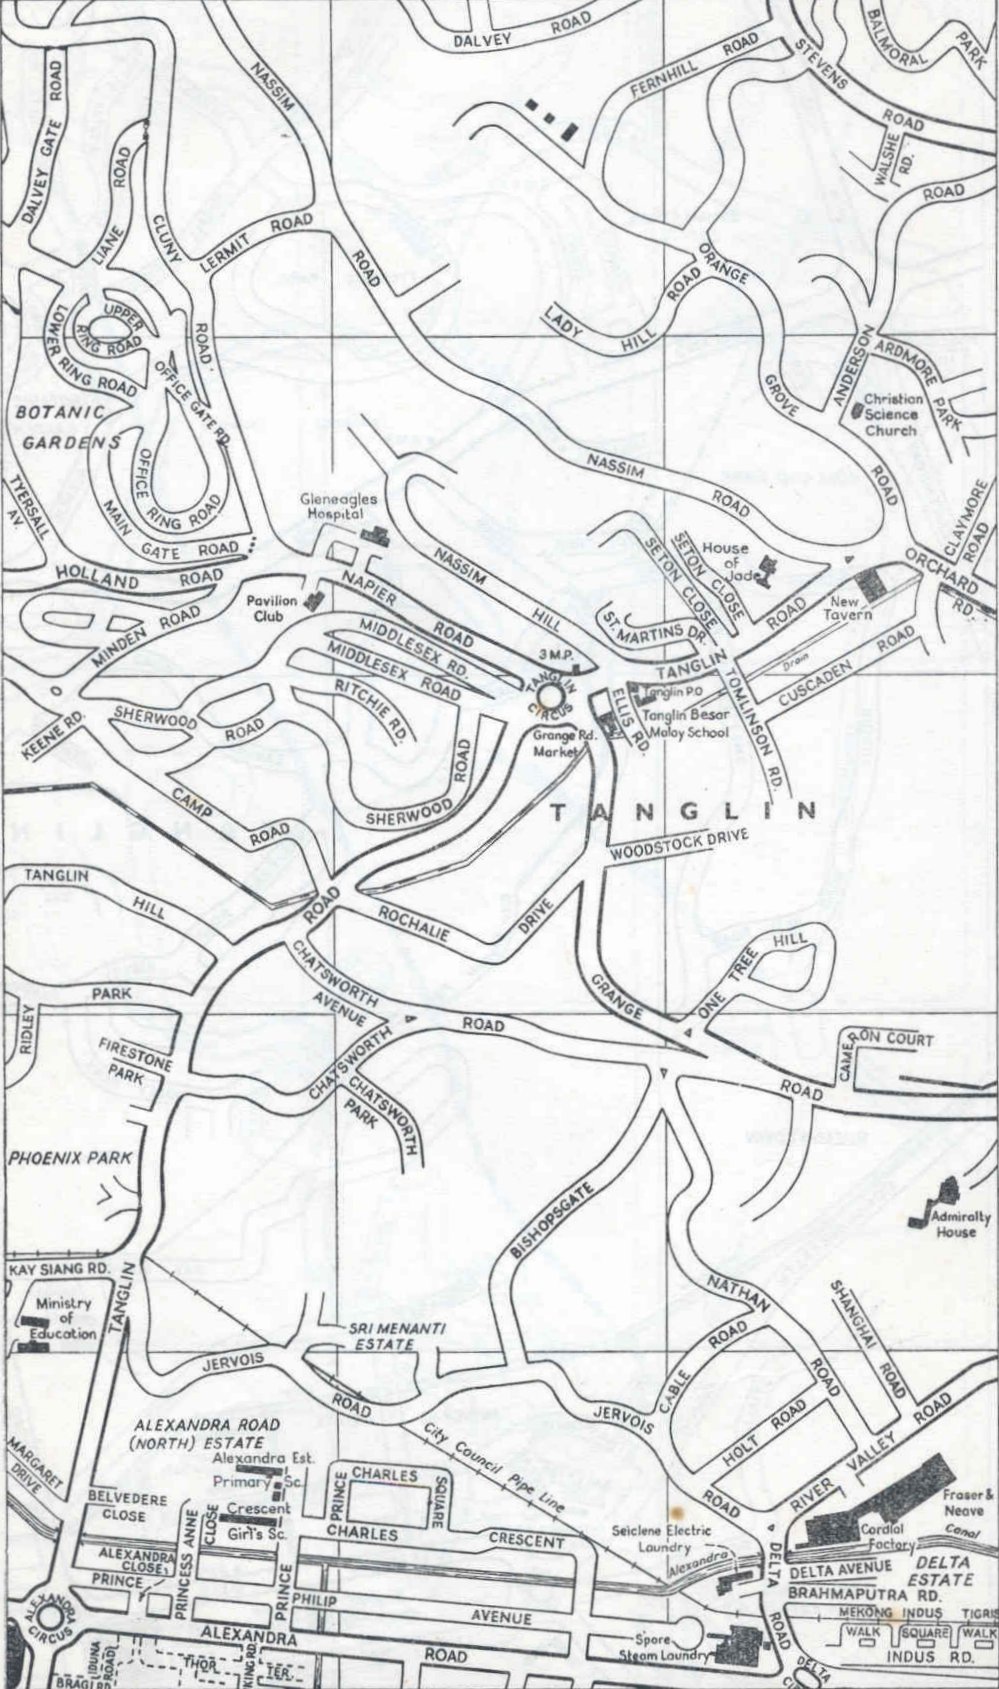 DALVEY ROAD
BALMORAL
PARK
FERNHILL ROAD
STEVENS
ROAD
NASSIM
DALVEY GATE ROAD
WALSHE
RD.
ROAD
LIANE ROAD
CLUNY
LERMIT ROAD
ROAD
ORANGE
ROAD
LADY
HILL
UPPER
RING ROAD
LOWER RING ROAD
ROAD
OFFICE GATE RD.
ANDERSON
ARDMORE
PARK
GROVE
Christian
Science
Church
BOTANIC
GARDENS
OFFICE
RING ROAD
MAIN
GATE ROAD
TYERSALL
AV.
NASSIM
ROAD
ROAD
CLAYMORE
ROAD
Gleneagles
Hospital
HOLLAND ROAD
NASSIM
HILL
SETON CLOSE
SETON CLOSE
House
of
Jade
ORCHARD
RD
NAPIER
ROAD
Pavilion
Club
MINDEN ROAD
MIDDLESEX RD.
MIDDLESEX ROAD
RITCHIE RD.
ST. MARTINS DR.
ROAD
New
Tavern
3 M.P.
TANGLIN
Drain
CUSCADEN ROAD
TOMLINSON RD.
TANGLIN
CIRCUS
ELLIS RD.
Tanglin P.O
Tanglin Besar
Malay School
Grange Rd.
Market
KEENE RD.
SHERWOOD
ROAD
ROAD
SHERWOOD
CAMP
ROAD
TANGLIN
WOODSTOCK DRIVE
TANGLIN
HILL
ROAD
ROCHALIE
DRIVE
CHATSWORTH
AVENUE
ROAD
GRANGE
ONE TREE HILL
PARK
RIDLEY
FIRESTONE
PARK
CHATSWORTH
CHATSWORTH
PARK
CAMERON COURT
ROAD
PHOENIX PARK
BISHOPSGATE
Admiralty
House
KAY SIANG RD.
TANGLIN
Ministry
of
Education
NATHAN
SHANGHAI
ROAD
SRI MENANTI
ESTATE
JERVOIS
ROAD
CABLE
ROAD
ROAD
JERVOIS
HOLT ROAD
ROAD
VALLEY
RIVER
ALEXANDRA ROAD
(NORTH) ESTATE
Alexandra Est.
Primary Sc.
Crescent
Girl's Sc.
MARGARET
DRIVE
BELVEDERE
CLOSE
CLOSE
PRINCESS ANNE
PRINCE
CHARLES
SQUARE
CHARLES
CRESCENT
City Council Pipe Line
ROAD
Seiclene Electric
Laundry
Alexandra
Fraser &
Neave
Cordial
Factory
Canal
DELTA
DELTA AVENUE
DELTA
ESTATE
BRAHMAPUTRA RD.
ALEXANDRA
CLOSE
PRINCE
PRINCE
PHILIP
AVENUE
MEKONG INDUS TIGRIS
WALK SQUARE WALK
INDUS RD.
ROAD
DELTA
ALEXANDRA
CIRCUS
ALEXANDRA
ROAD
S'pore
Steam Laundry
DUNA
ROAD
THOR
KING RD.
TER.
BRAGI RD